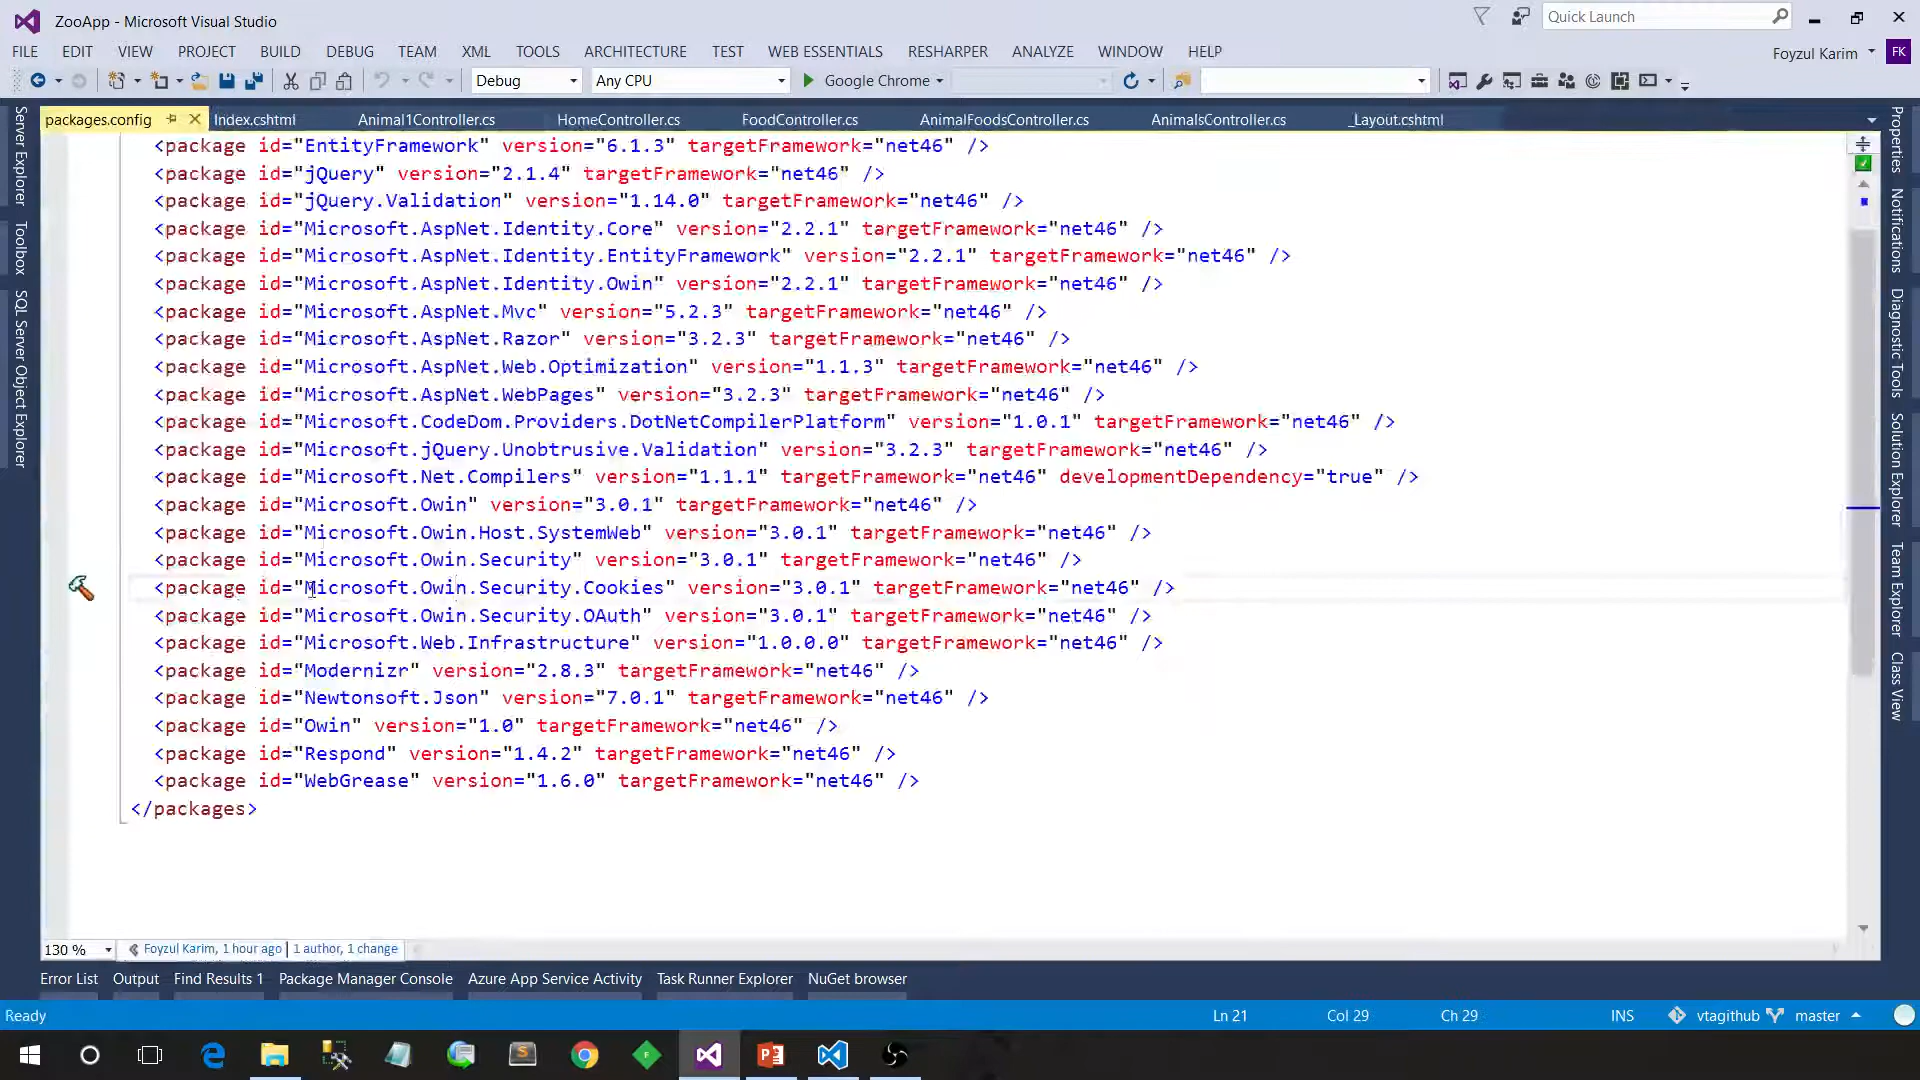 ZooApp - Microsoft Visual Studio
Quick Launch
FILE EDIT VIEW PROJECT BUILD DEBUG TEAM XML TOOLS ARCHITECTURE TEST WEB ESSENTIALS RESHARPER ANALYZE WINDOW HELP
Foyzul Karim FK
Debug Any CPU Google Chrome
packages.config Index.cshtml Animal1Controller.cs HomeController.cs FoodController.cs AnimalFoodsController.cs AnimalsController.cs _Layout.cshtml
Server Explorer
Toolbox
SQL Server Object Explorer
<package id="EntityFramework" version="6.1.3" targetFramework="net46" />
<package id="jQuery" version="2.1.4" targetFramework="net46" />
<package id="jQuery.Validation" version="1.14.0" targetFramework="net46" />
<package id="Microsoft.AspNet.Identity.Core" version="2.2.1" targetFramework="net46" />
<package id="Microsoft.AspNet.Identity.EntityFramework" version="2.2.1" targetFramework="net46" />
<package id="Microsoft.AspNet.Identity.Owin" version="2.2.1" targetFramework="net46" />
<package id="Microsoft.AspNet.Mvc" version="5.2.3" targetFramework="net46" />
<package id="Microsoft.AspNet.Razor" version="3.2.3" targetFramework="net46" />
<package id="Microsoft.AspNet.Web.Optimization" version="1.1.3" targetFramework="net46" />
<package id="Microsoft.AspNet.WebPages" version="3.2.3" targetFramework="net46" />
<package id="Microsoft.CodeDom.Providers.DotNetCompilerPlatform" version="1.0.1" targetFramework="net46" />
<package id="Microsoft.jQuery.Unobtrusive.Validation" version="3.2.3" targetFramework="net46" />
<package id="Microsoft.Net.Compilers" version="1.1.1" targetFramework="net46" developmentDependency="true" />
<package id="Microsoft.Owin" version="3.0.1" targetFramework="net46" />
<package id="Microsoft.Owin.Host.SystemWeb" version="3.0.1" targetFramework="net46" />
<package id="Microsoft.Owin.Security" version="3.0.1" targetFramework="net46" />
<package id="Microsoft.Owin.Security.Cookies" version="3.0.1" targetFramework="net46" />
<package id="Microsoft.Owin.Security.OAuth" version="3.0.1" targetFramework="net46" />
<package id="Microsoft.Web.Infrastructure" version="1.0.0.0" targetFramework="net46" />
<package id="Modernizr" version="2.8.3" targetFramework="net46" />
<package id="Newtonsoft.Json" version="7.0.1" targetFramework="net46" />
<package id="Owin" version="1.0" targetFramework="net46" />
<package id="Respond" version="1.4.2" targetFramework="net46" />
<package id="WebGrease" version="1.6.0" targetFramework="net46" />
</packages>
Properties
Notifications
Diagnostic Tools
Solution Explorer
Team Explorer
Class View
130 % Foyzul Karim, 1 hour ago | 1 author, 1 change
Error List Output Find Results 1 Package Manager Console Azure App Service Activity Task Runner Explorer NuGet browser
Ready Ln 21 Col 29 Ch 29 INS vtagithub master